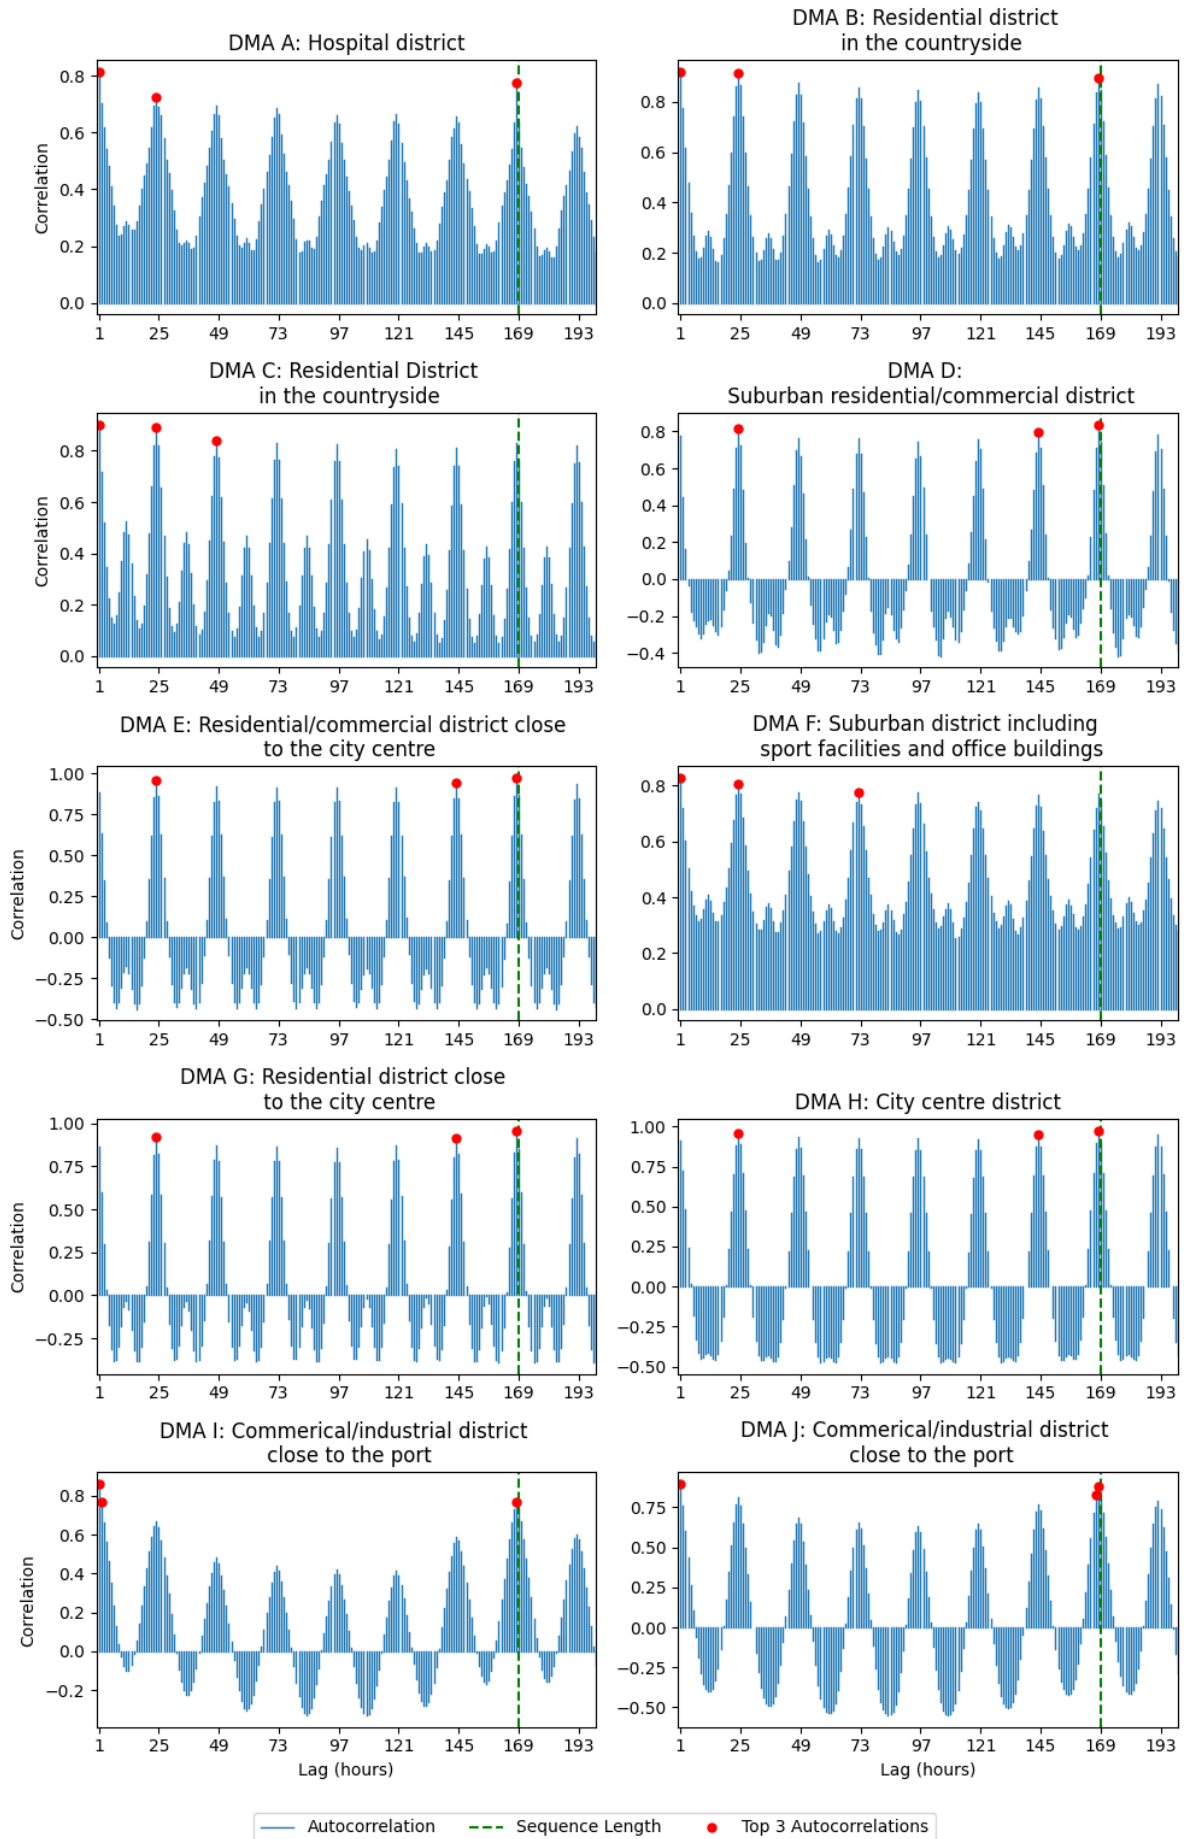 DMA A: Hospital district
Correlation
0.8
0.6
0.4
0.2
0.0
1 25 49 73 97 121 145 169 193
DMA B: Residential district
in the countryside
0.8
0.6
0.4
0.2
0.0
1 25 49 73 97 121 145 169 193
DMA C: Residential District
in the countryside
Correlation
0.8
0.6
0.4
0.2
0.0
1 25 49 73 97 121 145 169 193
DMA D:
Suburban residential/commercial district
0.8
0.6
0.4
0.2
0.0
−0.2
−0.4
1 25 49 73 97 121 145 169 193
DMA E: Residential/commercial district close
to the city centre
Correlation
1.00
0.75
0.50
0.25
0.00
−0.25
−0.50
1 25 49 73 97 121 145 169 193
DMA F: Suburban district including
sport facilities and office buildings
0.8
0.6
0.4
0.2
0.0
1 25 49 73 97 121 145 169 193
DMA G: Residential district close
to the city centre
Correlation
1.00
0.75
0.50
0.25
0.00
−0.25
1 25 49 73 97 121 145 169 193
DMA H: City centre district
1.00
0.75
0.50
0.25
0.00
−0.25
−0.50
1 25 49 73 97 121 145 169 193
DMA I: Commerical/industrial district
close to the port
Correlation
0.8
0.6
0.4
0.2
0.0
−0.2
1 25 49 73 97 121 145 169 193
Lag (hours)
DMA J: Commerical/industrial district
close to the port
0.75
0.50
0.25
0.00
−0.25
−0.50
1 25 49 73 97 121 145 169 193
Lag (hours)
Autocorrelation Sequence Length Top 3 Autocorrelations